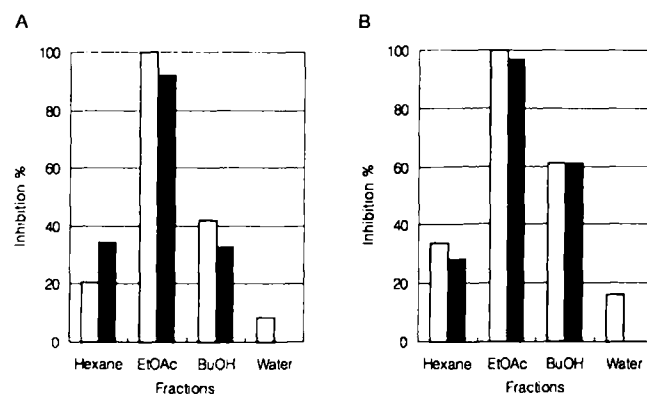 A
100
80
60
40
20
0
Inhibition %
Hexane EtOAc BuOH Water
Fractions
B
100
80
60
40
20
0
Inhibition %
Hexane EtOAc BuOH Water
Fractions